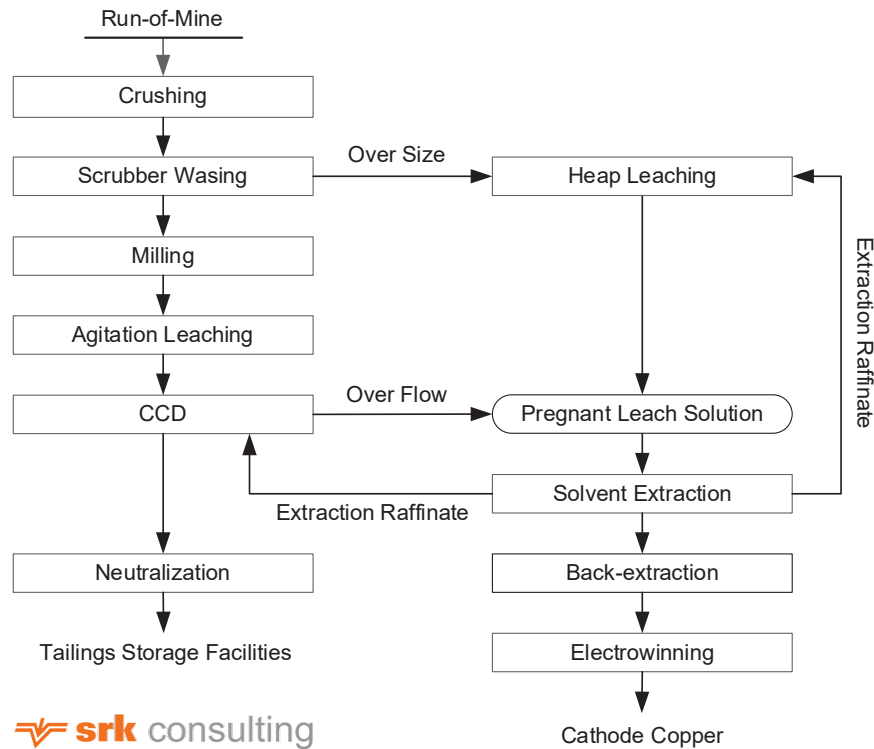 Run-of-Mine
Crushing
Scrubber Wasing
Over Size
Heap Leaching
Milling
Extraction Raffinate
Agitation Leaching
CCD
Over Flow
Pregnant Leach Solution
Extraction Raffinate
Solvent Extraction
Neutralization
Back-extraction
Tailings Storage Facilities
Electrowinning
srk consulting
Cathode Copper